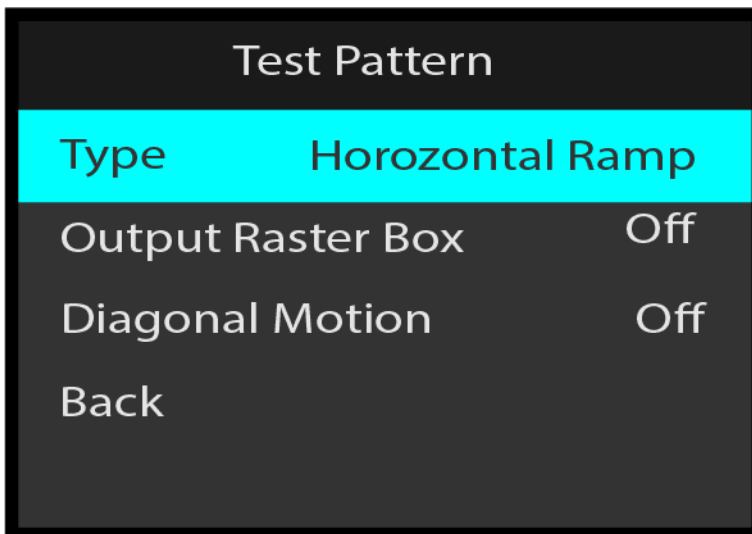 Test Pattern
Type Horozontal Ramp
Output Raster Box Off
Diagonal Motion Off
Back